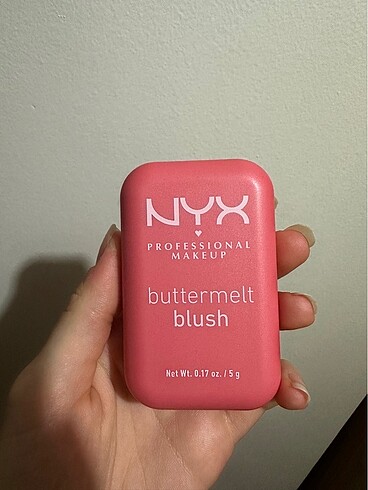 NYX
PROFESSIONAL
MAKEUP
buttermelt
blush
Net Wt. 0.17 oz. / 5 g